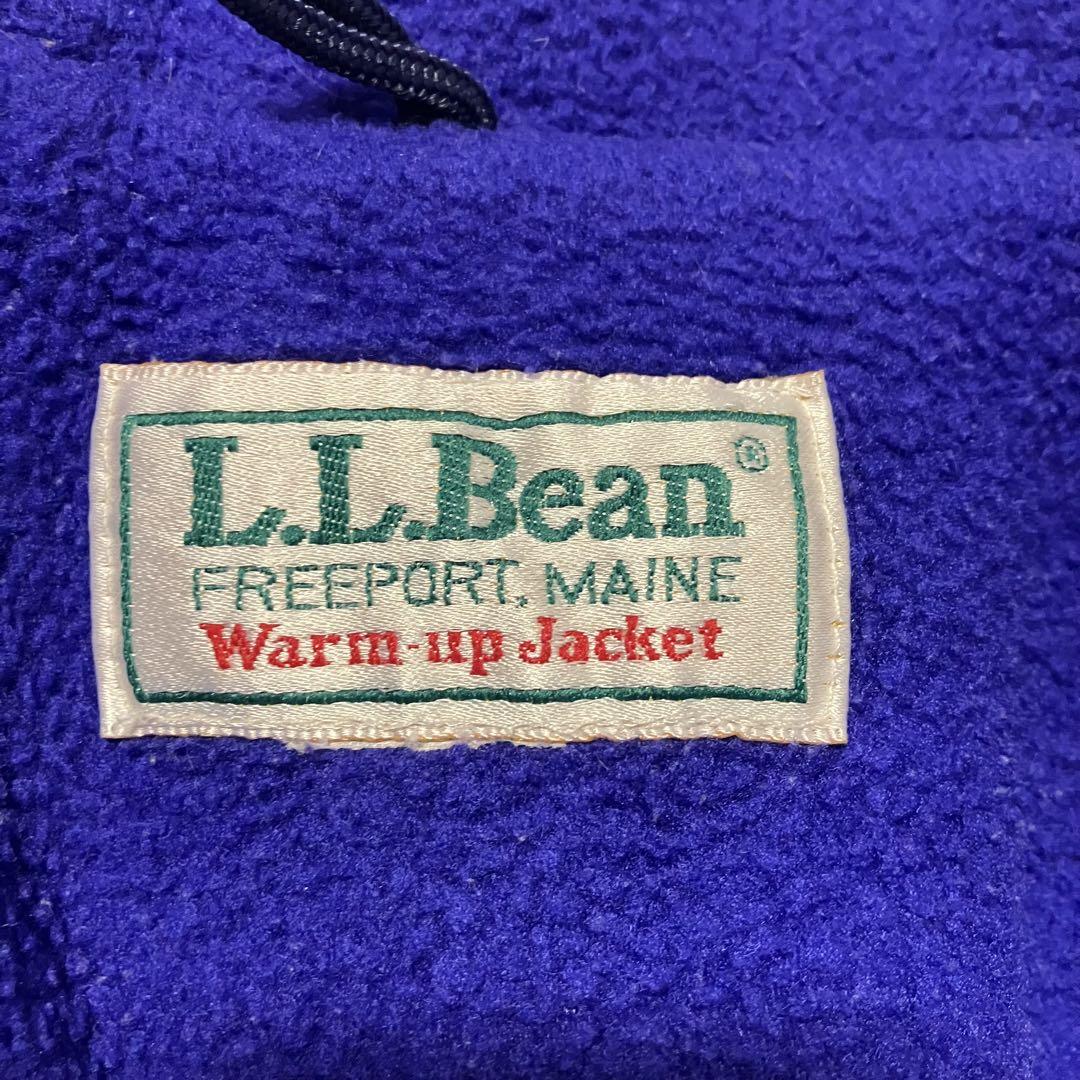 L.L.Bean®
FREEPORT, MAINE
Warm-up Jacket